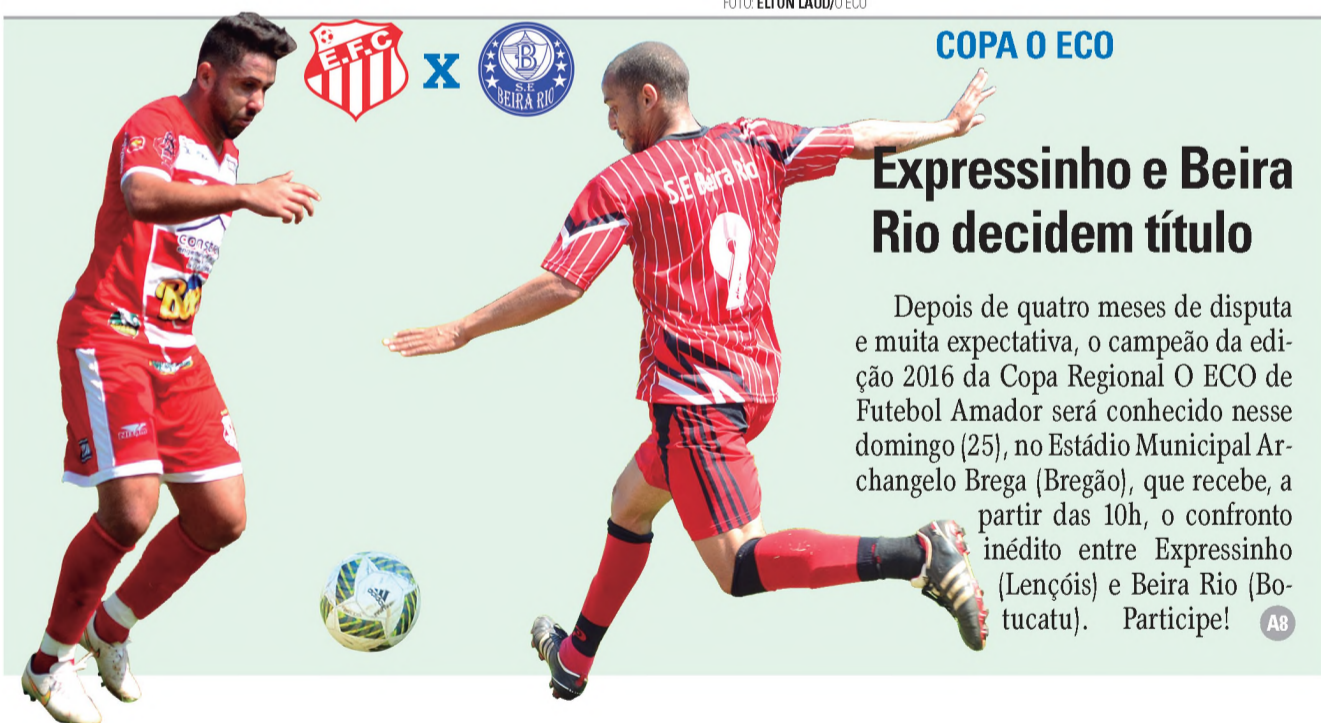 FOTO: ELTON LAUD/O ECO
E.F.C
X
B
S.E
BEIRA RIO
COPA O ECO
S.E Beira Rio
9
Expressinho e Beira
Rio decidem título
Depois de quatro meses de disputa
e muita expectativa, o campeão da edi-
ção 2016 da Copa Regional O ECO de
Futebol Amador será conhecido nesse
domingo (25), no Estádio Municipal Ar-
changelo Brega (Bregão), que recebe, a
partir das 10h, o confronto
inédito entre Expressinho
(Lençóis) e Beira Rio (Bo-
tucatu). Participe! A8